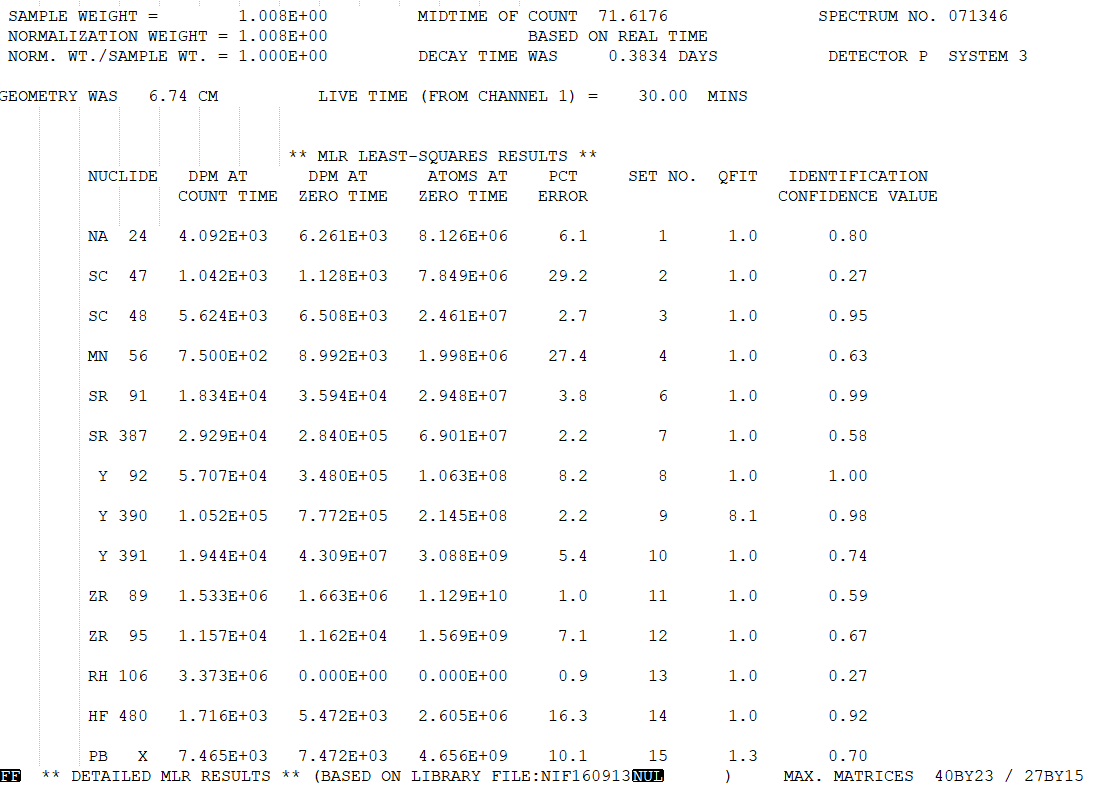 SAMPLE WEIGHT = 1.008E+00 MIDTIME OF COUNT 71.6176 SPECTRUM NO. 071346
NORMALIZATION WEIGHT = 1.008E+00 BASED ON REAL TIME
NORM. WT./SAMPLE WT. = 1.000E+00 DECAY TIME WAS 0.3834 DAYS DETECTOR P SYSTEM 3
GEOMETRY WAS 6.74 CM LIVE TIME (FROM CHANNEL 1) = 30.00 MINS
** MLR LEAST-SQUARES RESULTS **
NUCLIDE DPM AT DPM AT ATOMS AT PCT SET NO. QFIT IDENTIFICATION
COUNT TIME ZERO TIME ZERO TIME ERROR CONFIDENCE VALUE
NA 24 4.092E+03 6.261E+03 8.126E+06 6.1 1 1.0 0.80
SC 47 1.042E+03 1.128E+03 7.849E+06 29.2 2 1.0 0.27
SC 48 5.624E+03 6.508E+03 2.461E+07 2.7 3 1.0 0.95
MN 56 7.500E+02 8.992E+03 1.998E+06 27.4 4 1.0 0.63
SR 91 1.834E+04 3.594E+04 2.948E+07 3.8 6 1.0 0.99
SR 387 2.929E+04 2.840E+05 6.901E+07 2.2 7 1.0 0.58
Y 92 5.707E+04 3.480E+05 1.063E+08 8.2 8 1.0 1.00
Y 390 1.052E+05 7.772E+05 2.145E+08 2.2 9 8.1 0.98
Y 391 1.944E+04 4.309E+07 3.088E+09 5.4 10 1.0 0.74
ZR 89 1.533E+06 1.663E+06 1.129E+10 1.0 11 1.0 0.59
ZR 95 1.157E+04 1.162E+04 1.569E+09 7.1 12 1.0 0.67
RH 106 3.373E+06 0.000E+00 0.000E+00 0.9 13 1.0 0.27
HF 480 1.716E+03 5.472E+03 2.605E+06 16.3 14 1.0 0.92
PB X 7.465E+03 7.472E+03 4.656E+09 10.1 15 1.3 0.70
FF ** DETAILED MLR RESULTS ** (BASED ON LIBRARY FILE:NIF160913NUL ) MAX. MATRICES 40BY23 / 27BY15